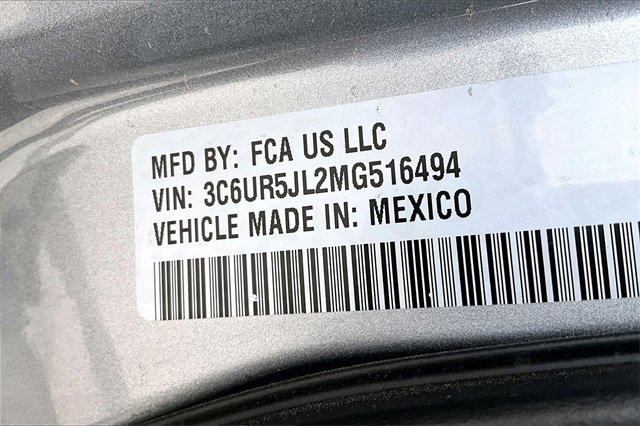 MFD BY: FCA US LLC
VIN: 3C6UR5JL2MG516494
VEHICLE MADE IN: MEXICO